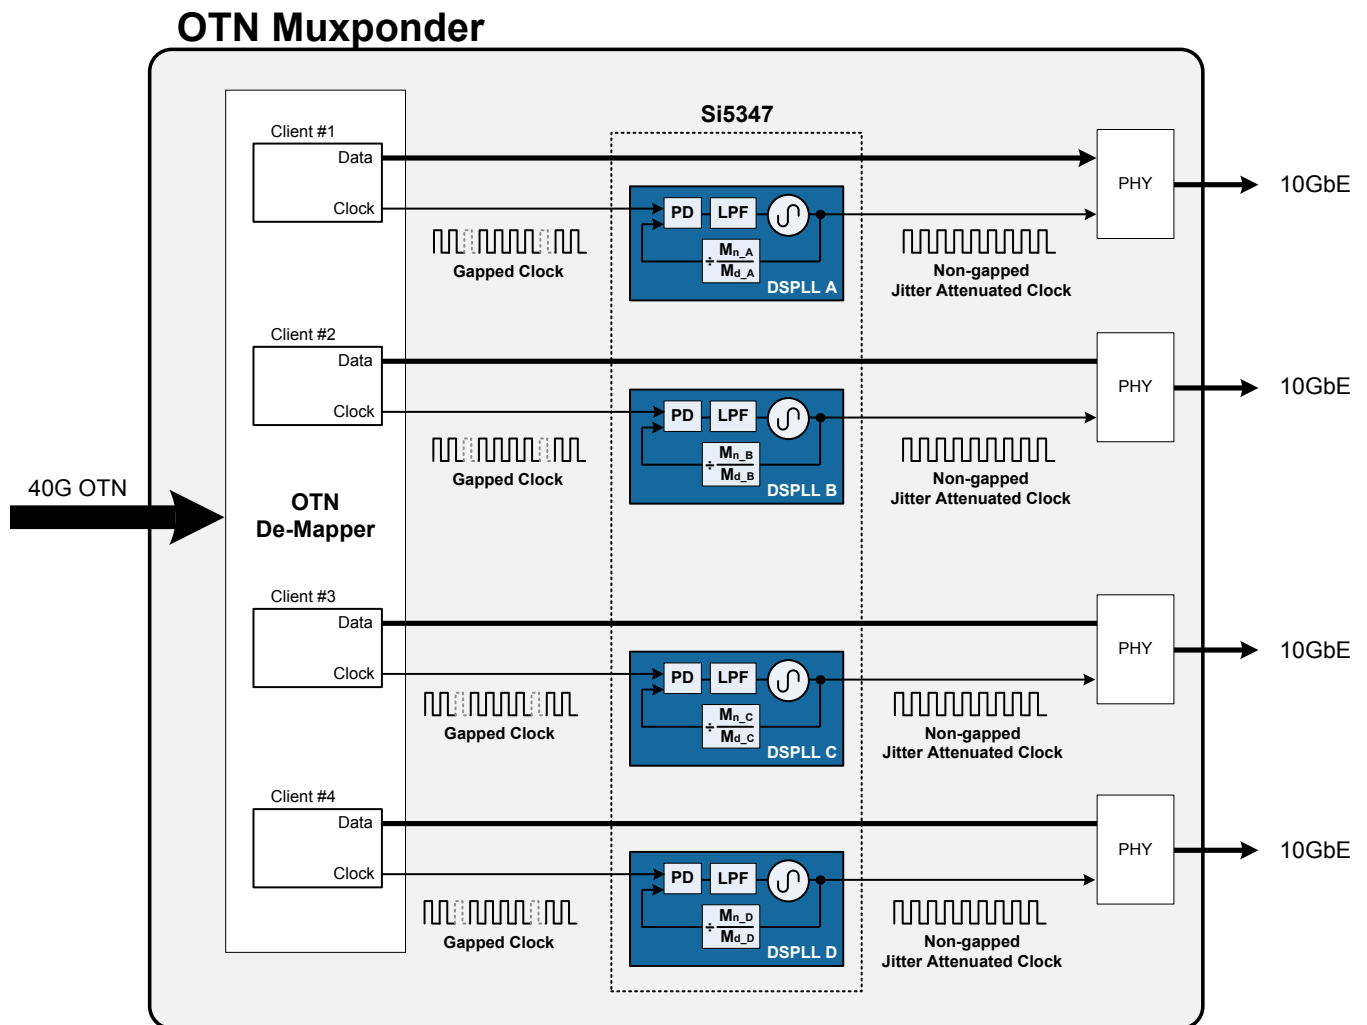 OTN Muxponder
Si5347
Client #1
Data
Clock
PD
LPF
Gapped Clock
÷ Mn_A
Md_A
DSPLL A
Non-gapped
Jitter Attenuated Clock
PHY
10GbE
Client #2
Data
Clock
PD
LPF
Gapped Clock
÷ Mn_B
Md_B
DSPLL B
Non-gapped
Jitter Attenuated Clock
PHY
10GbE
40G OTN
OTN
De-Mapper
Client #3
Data
Clock
PD
LPF
Gapped Clock
÷ Mn_C
Md_C
DSPLL C
Non-gapped
Jitter Attenuated Clock
PHY
10GbE
Client #4
Data
Clock
PD
LPF
Gapped Clock
÷ Mn_D
Md_D
DSPLL D
Non-gapped
Jitter Attenuated Clock
PHY
10GbE